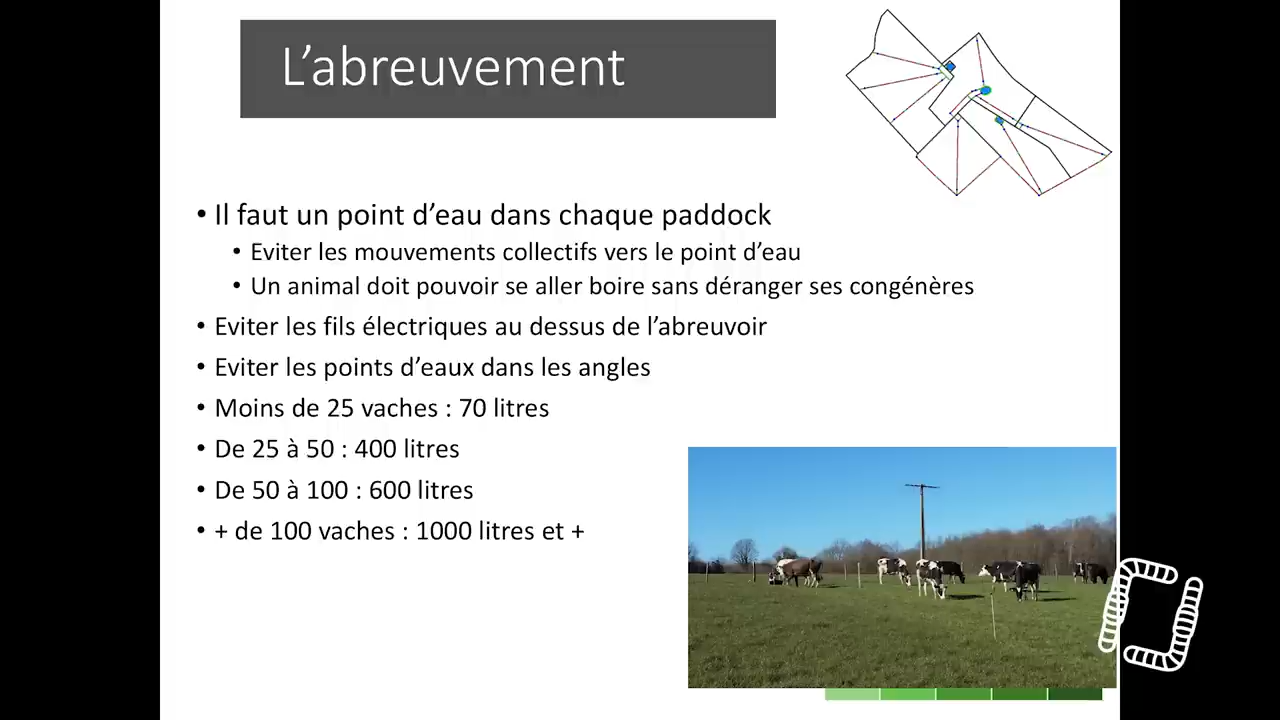 L’abreuvement
• Il faut un point d’eau dans chaque paddock
• Eviter les mouvements collectifs vers le point d’eau
• Un animal doit pouvoir se aller boire sans déranger ses congénères
• Eviter les fils électriques au dessus de l’abreuvoir
• Eviter les points d’eaux dans les angles
• Moins de 25 vaches : 70 litres
• De 25 à 50 : 400 litres
• De 50 à 100 : 600 litres
• + de 100 vaches : 1000 litres et +